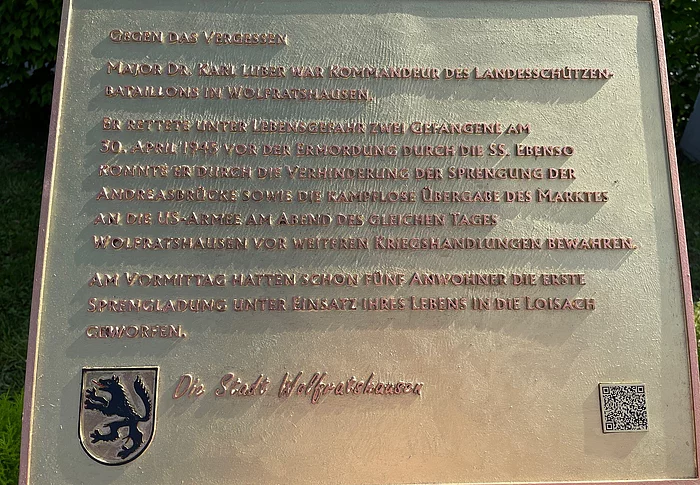 Gegen das Vergessen
Major Dr. Karl Luber war Kommandeur des Landesschützen-
bataillons in Wolfratshausen.
Er rettete unter Lebensgefahr zwei Gefangene am
30. April 1945 vor der Ermordung durch die SS. Ebenso
konnte er durch die Verhinderung der Sprengung der
Andreasbrücke sowie die kampflose Übergabe des Marktes
an die US-Armee am Abend des gleichen Tages
Wolfratshausen vor weiteren Kriegshandlungen bewahren.
Am Vormittag hatten schon fünf Anwohner die erste
Sprengladung unter Einsatz ihres Lebens in die Loisach
geworfen.
Die Stadt Wolfratshausen